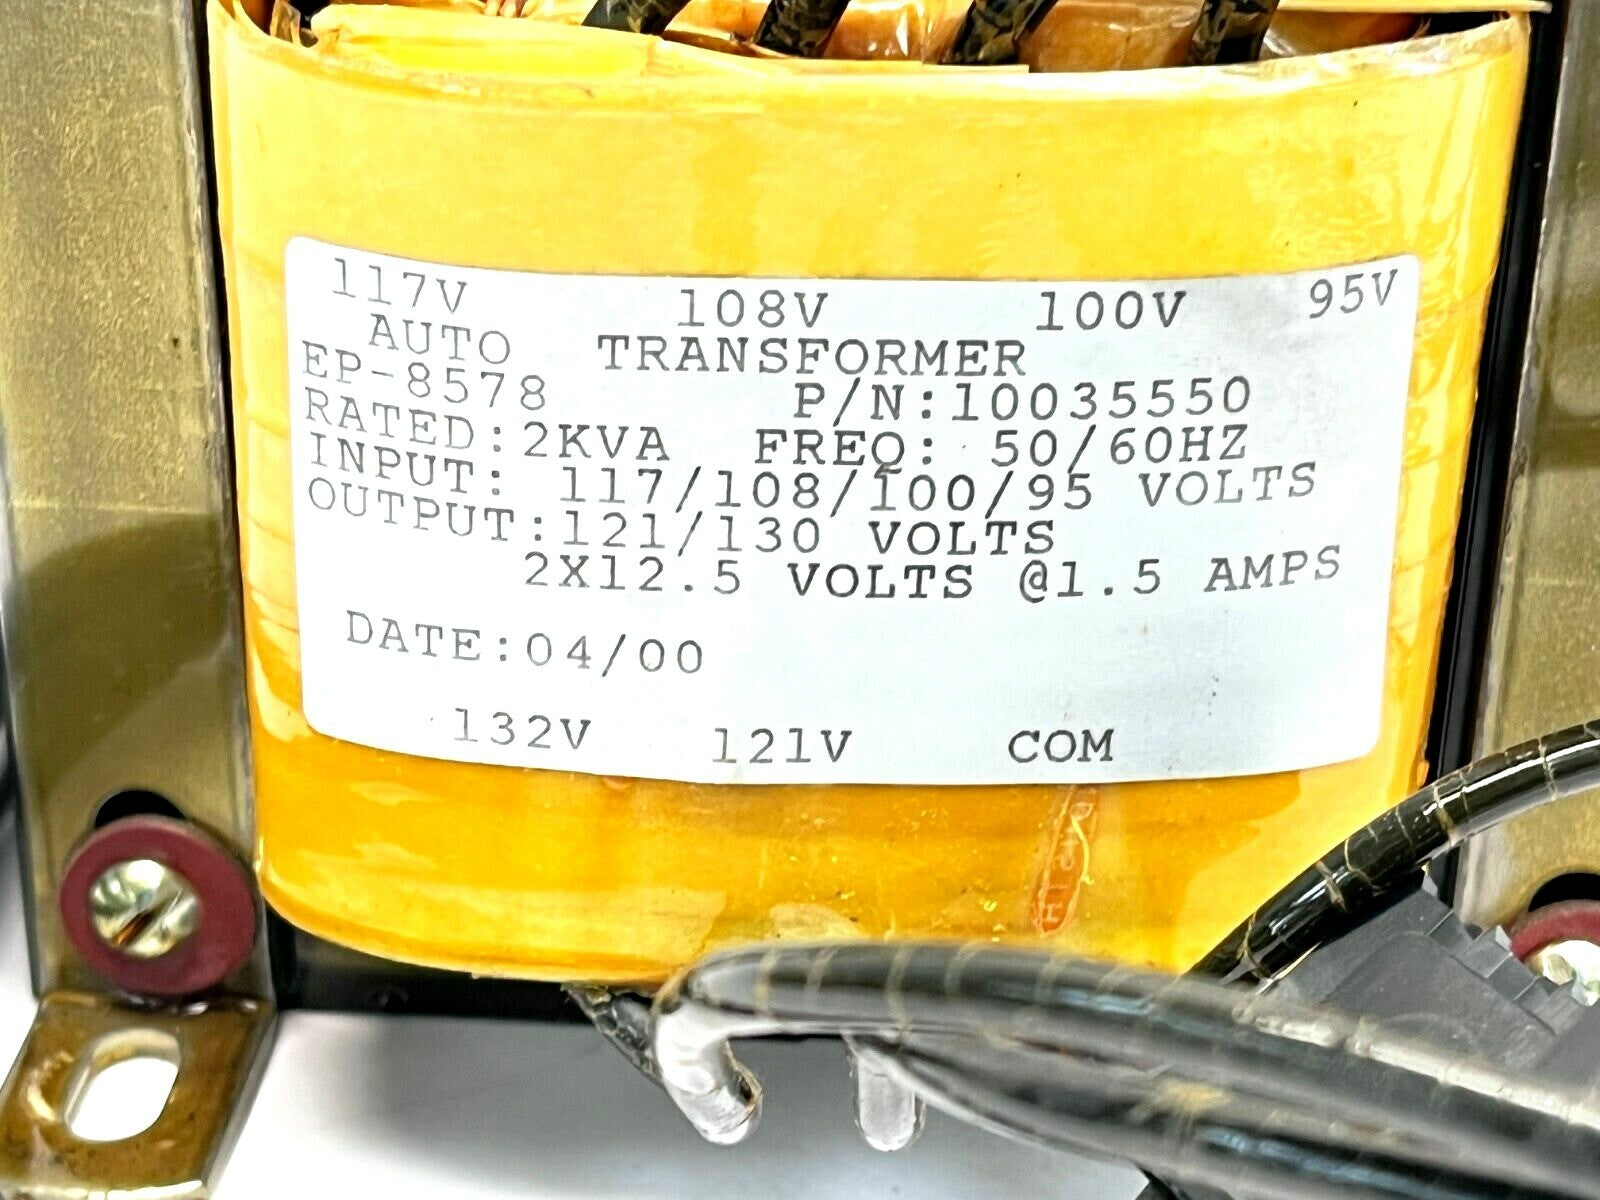 117V 108V 100V 95V
AUTO TRANSFORMER
EP-8578 P/N:10035550
RATED:2KVA FREQ: 50/60HZ
INPUT: 117/108/100/95 VOLTS
OUTPUT:121/130 VOLTS
2X12.5 VOLTS @1.5 AMPS
DATE:04/00
132V 121V COM